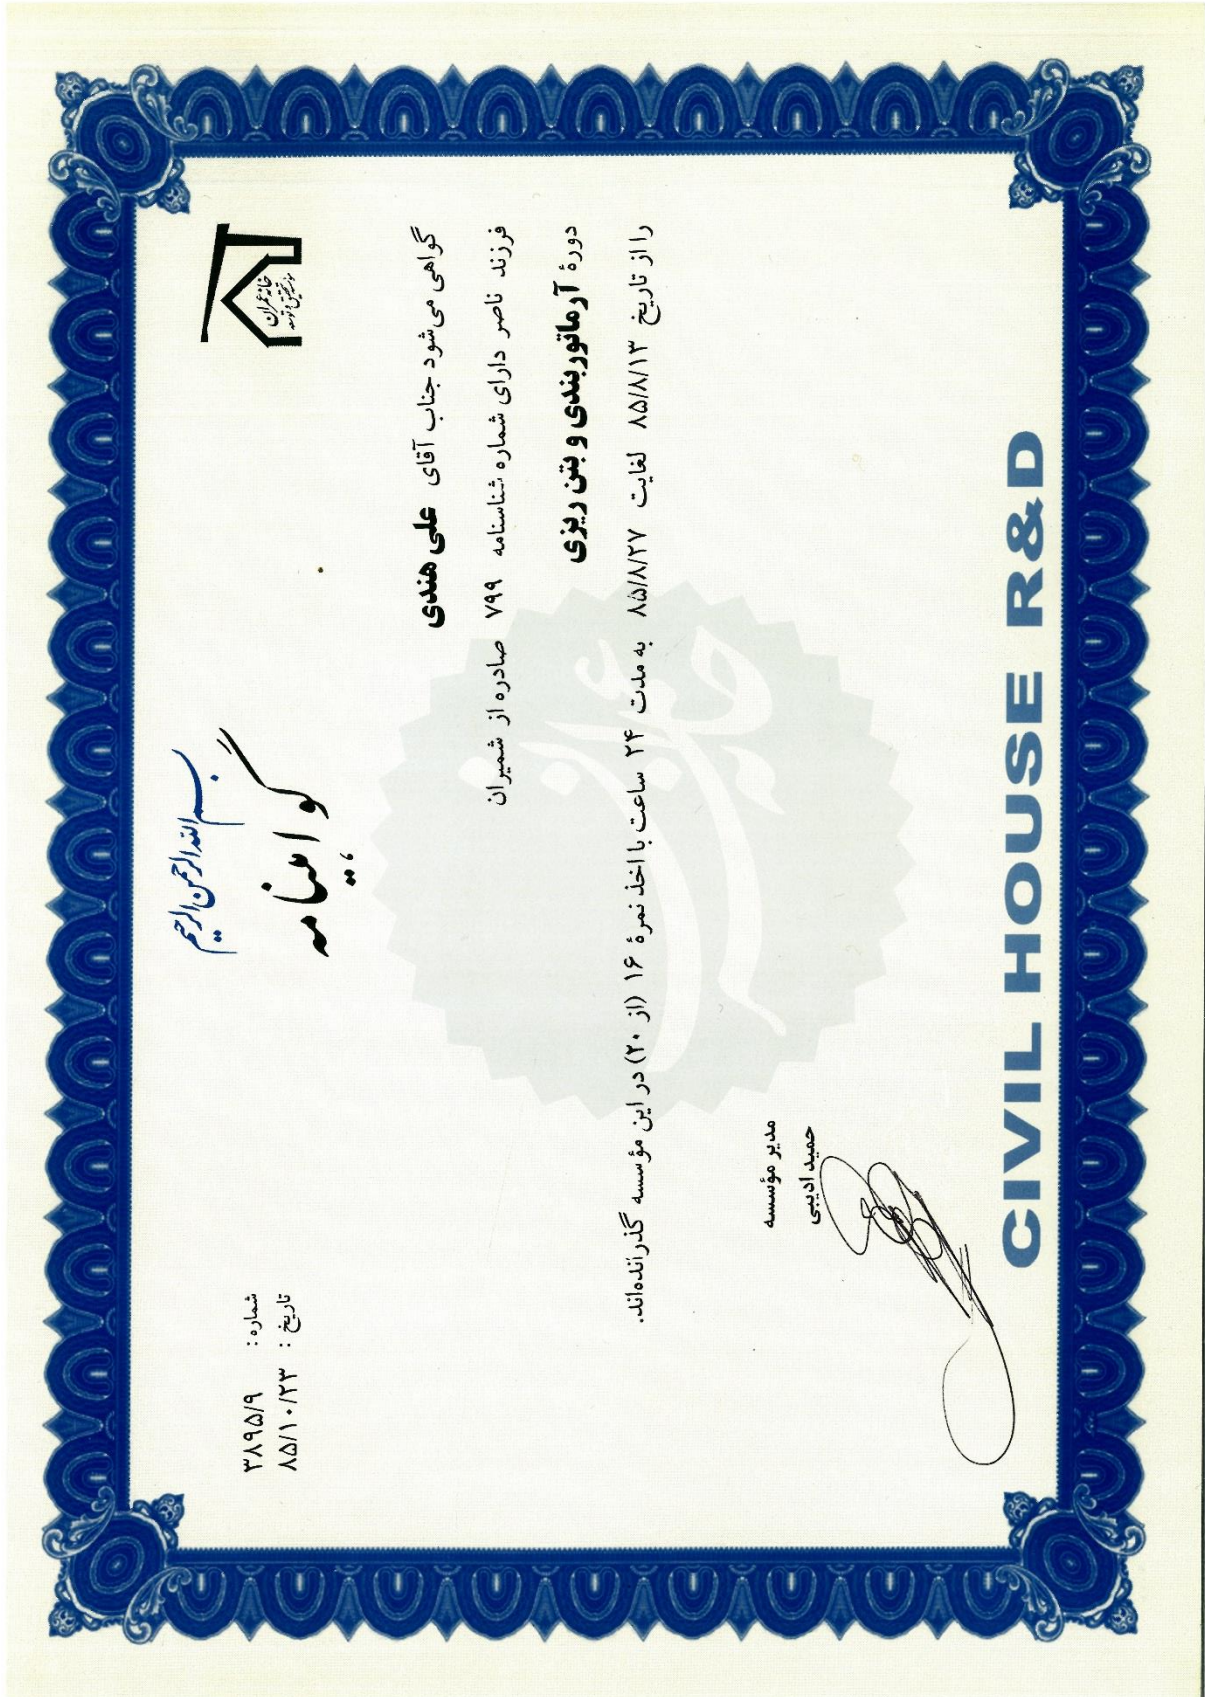 بسم الله الرحمن الرحیم
گواهینامه
شماره: ۳۸۹۵/۹
تاریخ: ۸۵/۱۰/۲۳
خانه عمران
گواهی می‌شود جناب آقای علی هندی
فرزند ناصر دارای شماره شناسنامه ۷۹۹ صادره از شمیران
دورهٔ آرماتوربندی و بتن ریزی
را از تاریخ ۸۵/۸/۱۳ لغایت ۸۵/۸/۲۷ به مدت ۲۴ ساعت با اخذ نمرهٔ ۱۶ (از ۲۰) در این مؤسسه گذرانده‌اند.
مدیر مؤسسه
حمید ادیبی
CIVIL HOUSE R&D